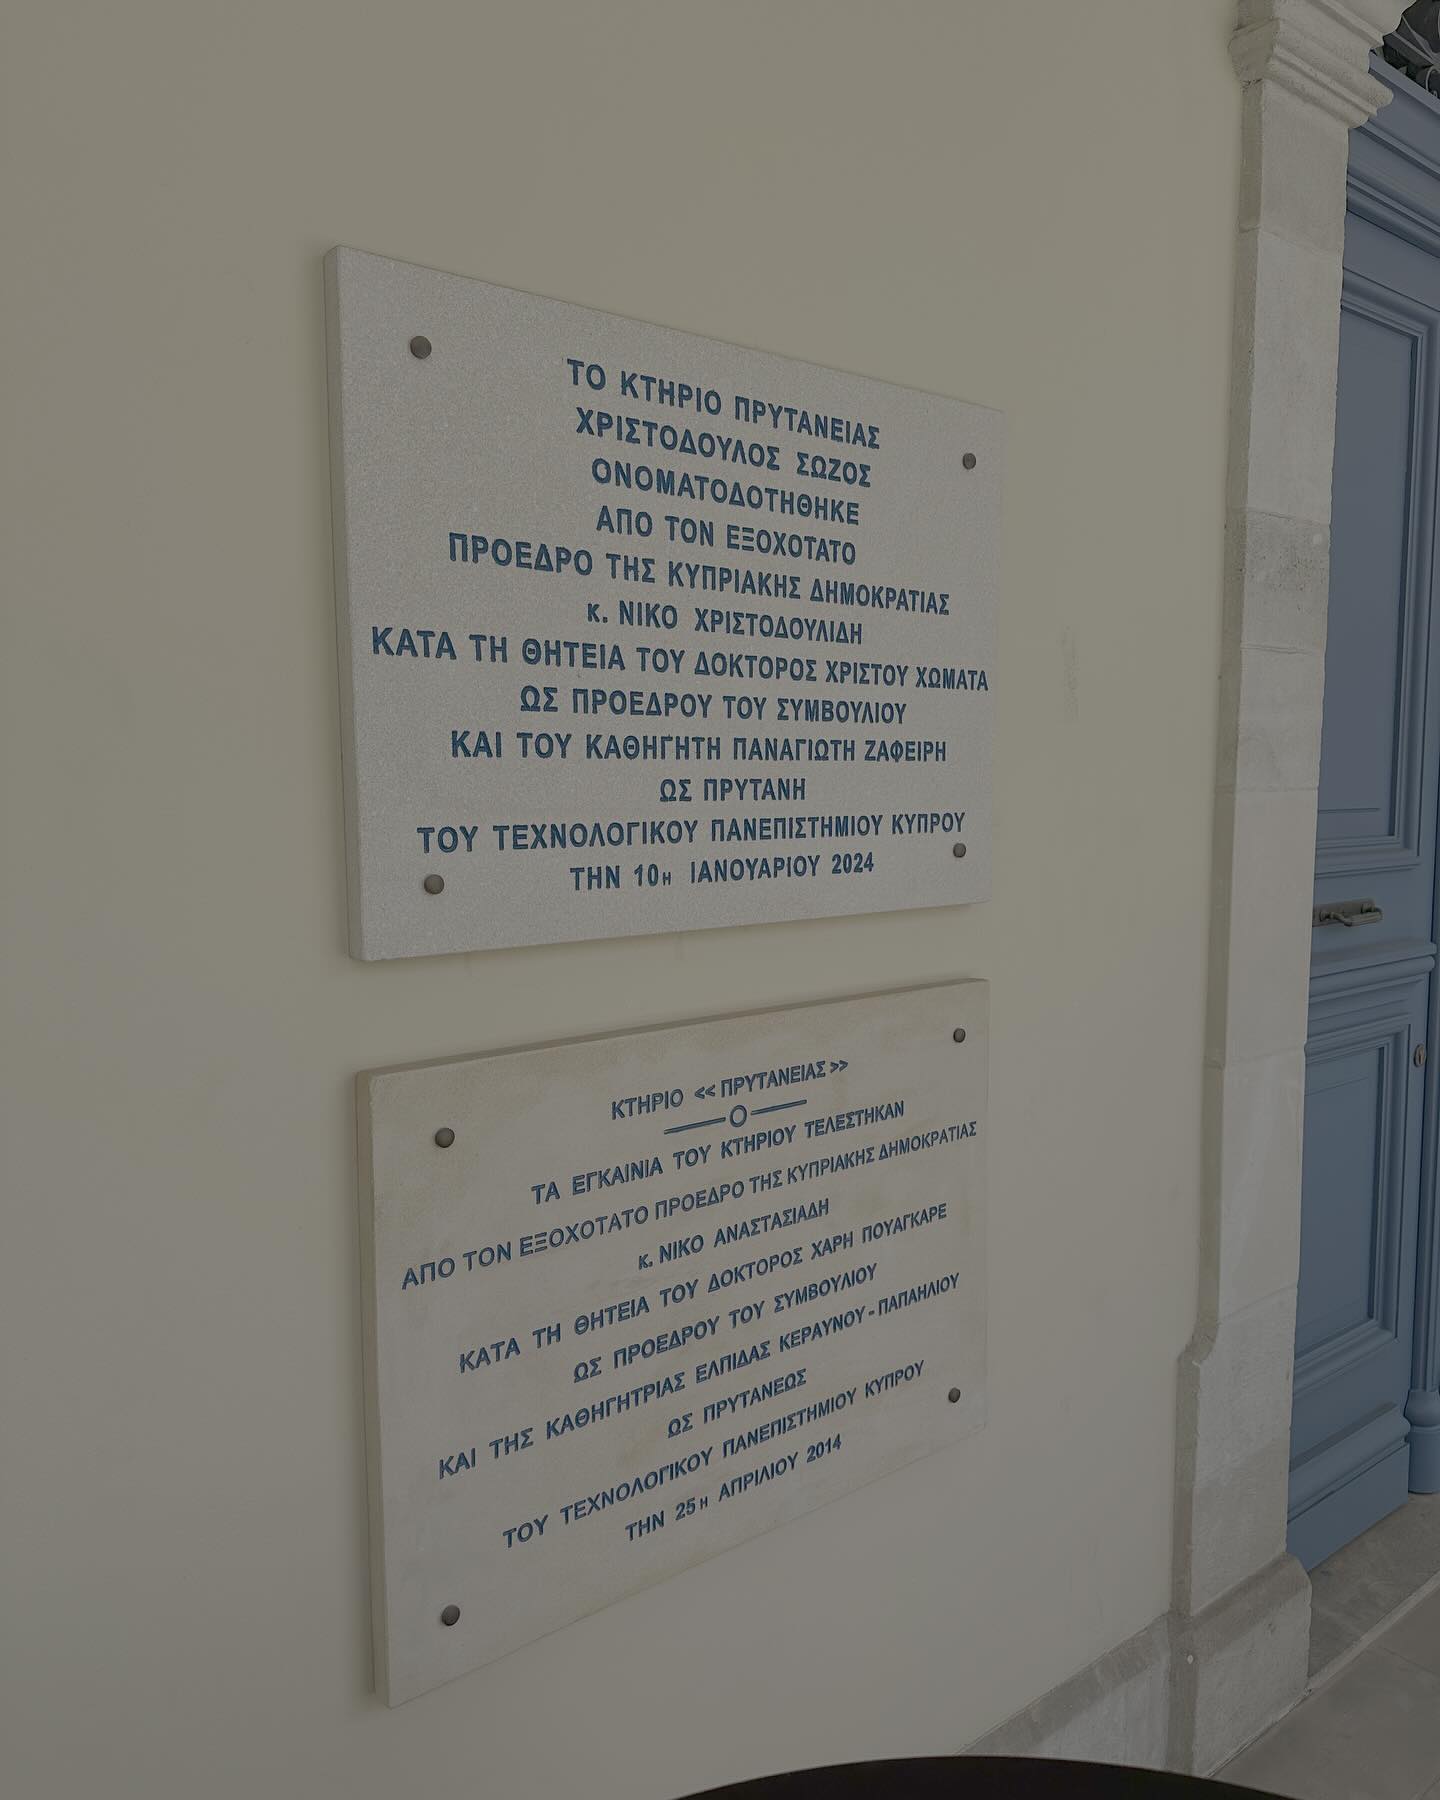 ΤΟ ΚΤΗΡΙΟ ΠΡΥΤΑΝΕΙΑΣ
ΧΡΙΣΤΟΔΟΥΛΟΣ ΣΩΖΟΣ
ΟΝΟΜΑΤΟΔΟΤΗΘΗΚΕ
ΑΠΟ ΤΟΝ ΕΞΟΧΟΤΑΤΟ
ΠΡΟΕΔΡΟ ΤΗΣ ΚΥΠΡΙΑΚΗΣ ΔΗΜΟΚΡΑΤΙΑΣ
κ. ΝΙΚΟ ΧΡΙΣΤΟΔΟΥΛΙΔΗ
ΚΑΤΑ ΤΗ ΘΗΤΕΙΑ ΤΟΥ ΔΟΚΤΟΡΟΣ ΧΡΙΣΤΟΥ ΧΩΜΑΤΑ
ΩΣ ΠΡΟΕΔΡΟΥ ΤΟΥ ΣΥΜΒΟΥΛΙΟΥ
ΚΑΙ ΤΟΥ ΚΑΘΗΓΗΤΗ ΠΑΝΑΓΙΩΤΗ ΖΑΦΕΙΡΗ
ΩΣ ΠΡΥΤΑΝΗ
ΤΟΥ ΤΕΧΝΟΛΟΓΙΚΟΥ ΠΑΝΕΠΙΣΤΗΜΙΟΥ ΚΥΠΡΟΥ
ΤΗΝ 10η ΙΑΝΟΥΑΡΙΟΥ 2024
ΚΤΗΡΙΟ << ΠΡΥΤΑΝΕΙΑΣ >>
ΤΑ ΕΓΚΑΙΝΙΑ ΤΟΥ ΚΤΗΡΙΟΥ ΤΕΛΕΣΤΗΚΑΝ
ΑΠΟ ΤΟΝ ΕΞΟΧΟΤΑΤΟ ΠΡΟΕΔΡΟ ΤΗΣ ΚΥΠΡΙΑΚΗΣ ΔΗΜΟΚΡΑΤΙΑΣ
κ. ΝΙΚΟ ΑΝΑΣΤΑΣΙΑΔΗ
ΚΑΤΑ ΤΗ ΘΗΤΕΙΑ ΤΟΥ ΔΟΚΤΟΡΟΣ ΧΑΡΗ ΠΟΥΑΓΚΑΡΕ
ΩΣ ΠΡΟΕΔΡΟΥ ΤΟΥ ΣΥΜΒΟΥΛΙΟΥ
ΚΑΙ ΤΗΣ ΚΑΘΗΓΗΤΡΙΑΣ ΕΛΠΙΔΑΣ ΚΕΡΑΥΝΟΥ - ΠΑΠΑΗΛΙΟΥ
ΩΣ ΠΡΥΤΑΝΕΩΣ
ΤΟΥ ΤΕΧΝΟΛΟΓΙΚΟΥ ΠΑΝΕΠΙΣΤΗΜΙΟΥ ΚΥΠΡΟΥ
ΤΗΝ 25η ΑΠΡΙΛΙΟΥ 2014